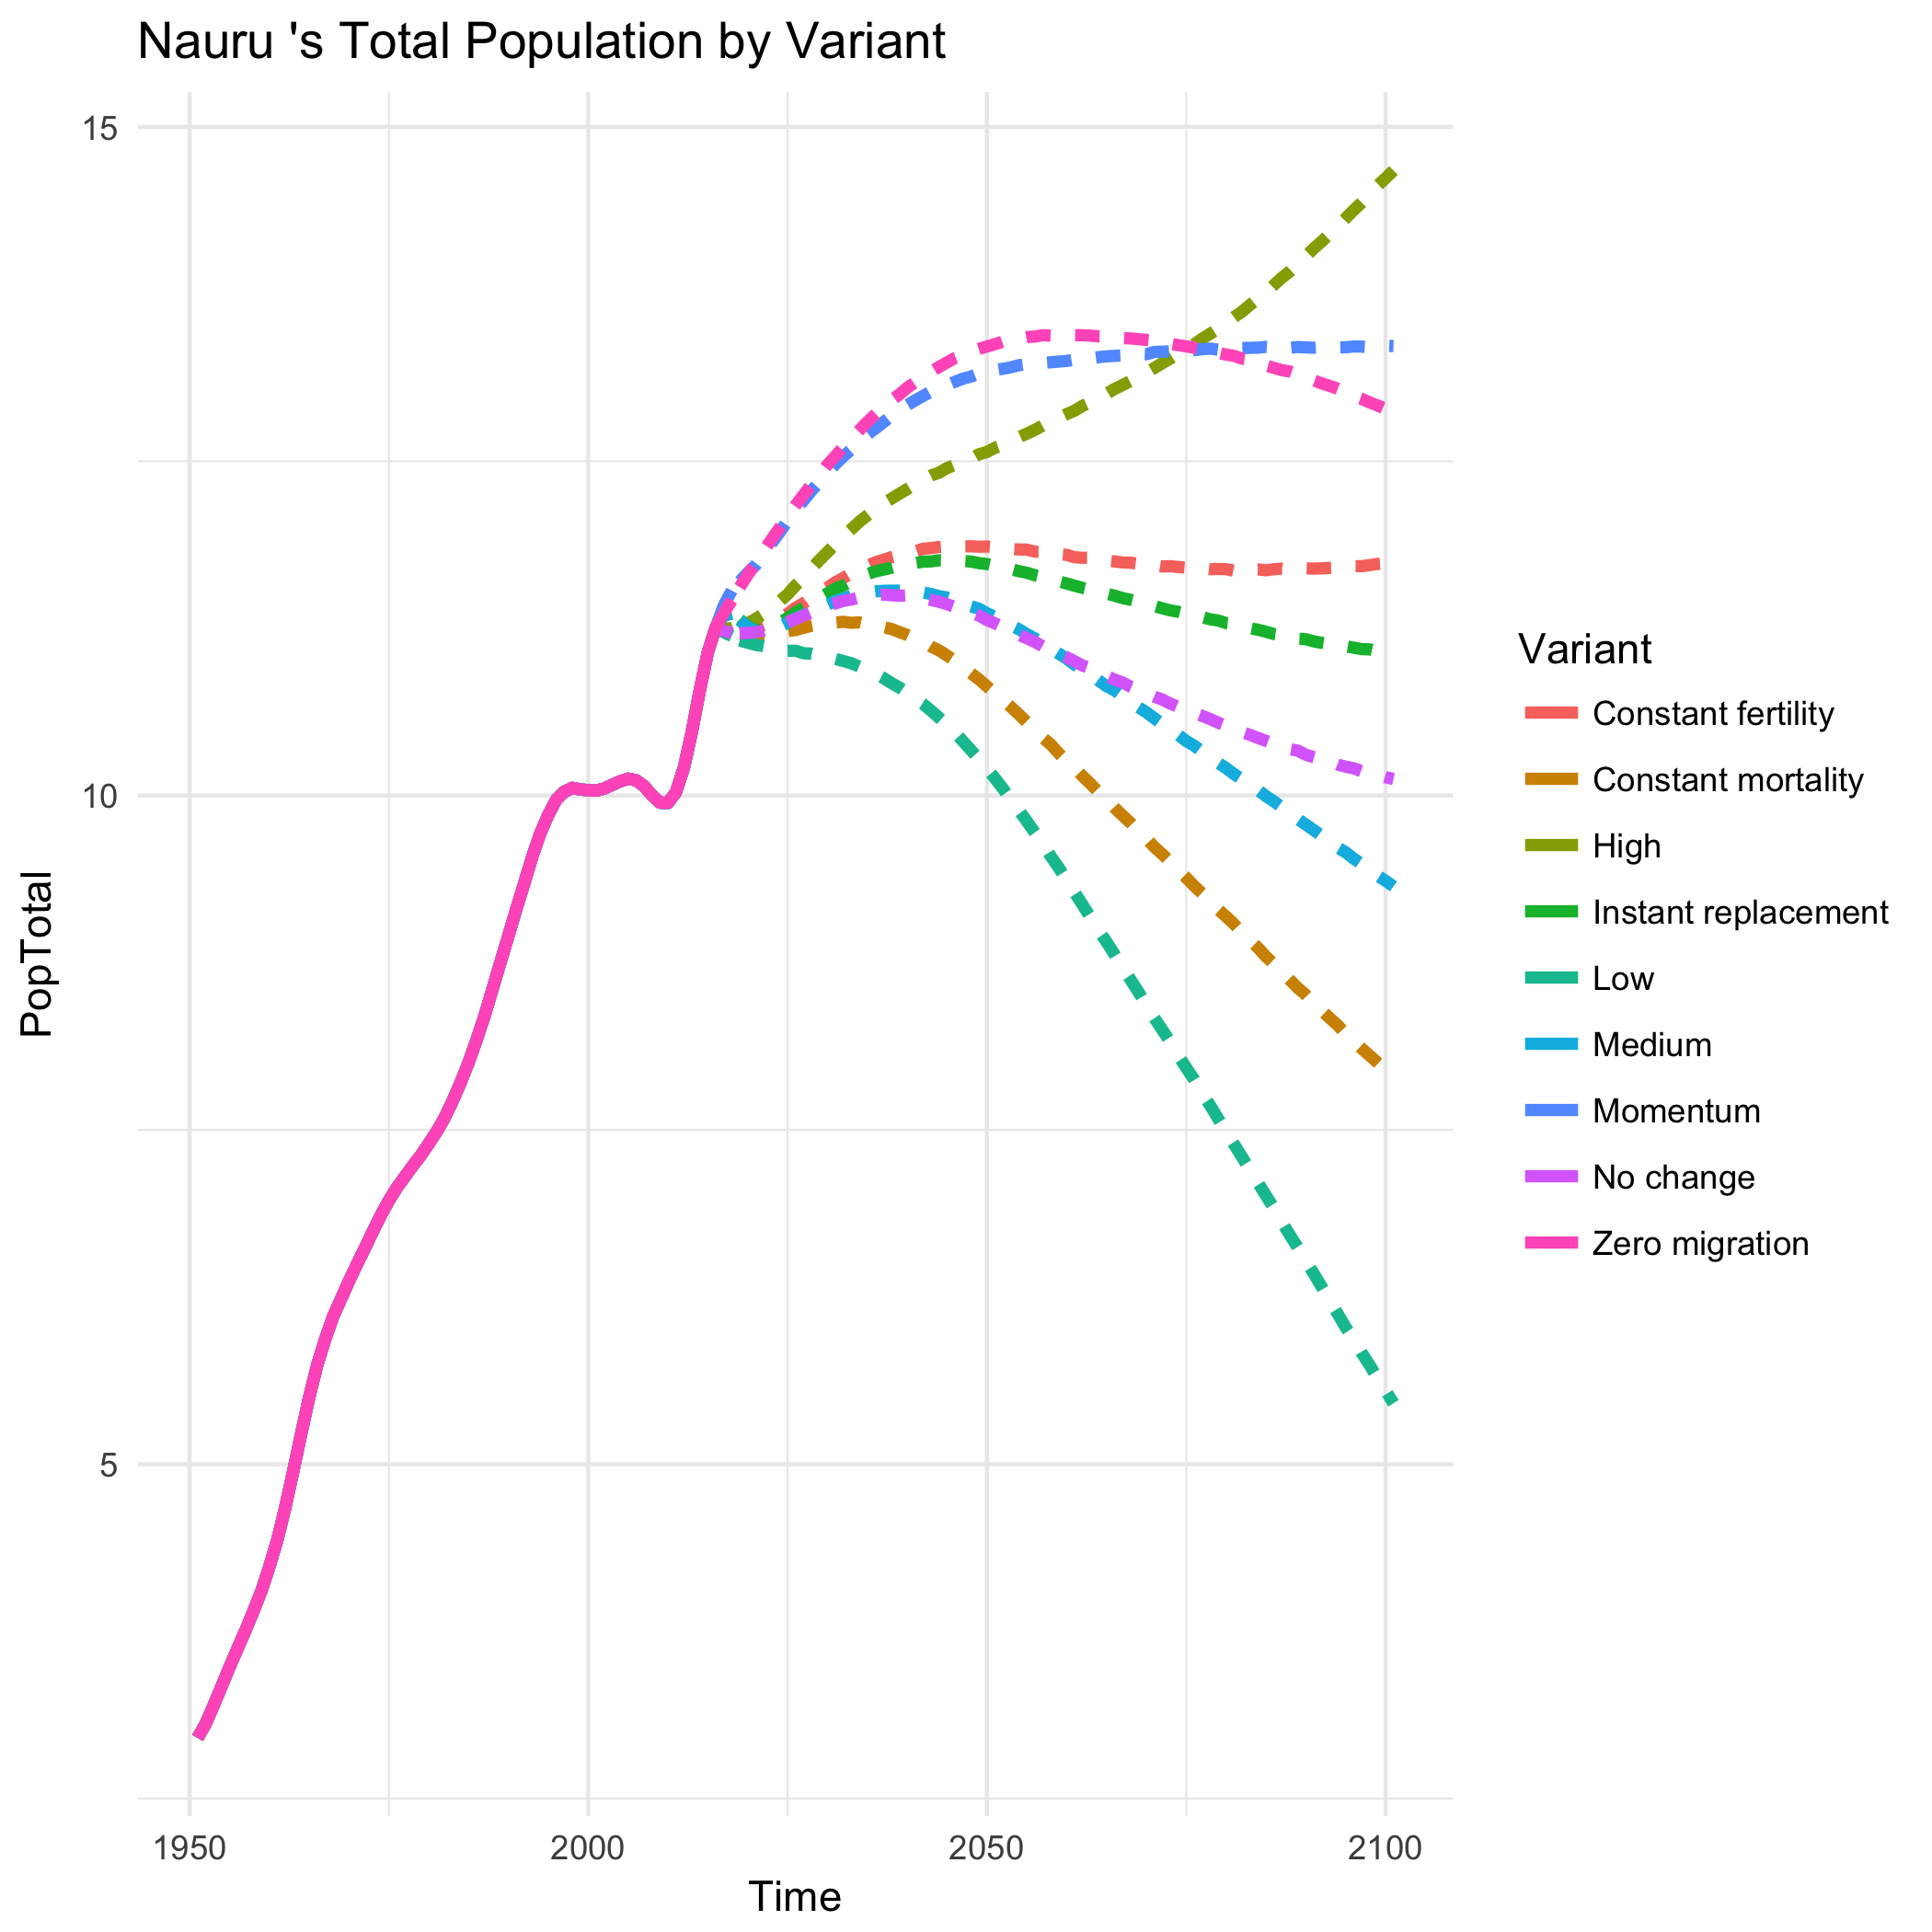 Nauru 's Total Population by Variant
15
10
5
PopTotal
1950
2000
2050
2100
Time
Variant
Constant fertility
Constant mortality
High
Instant replacement
Low
Medium
Momentum
No change
Zero migration